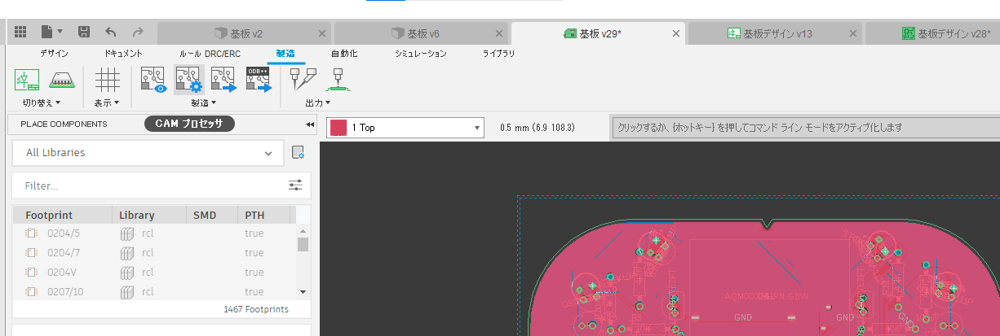 基板 v2
基板 v6
基板 v29*
基板デザイン v13
基板デザイン v28*
デザイン
ドキュメント
ルール DRC/ERC
製造
自動化
シミュレーション
ライブラリ
ODB++
切り替え
表示
製造
出力
PLACE COMPONENTS
CAM プロセッサ
1 Top
0.5 mm (6.9 108.3)
クリックするか、{ホットキー} を押してコマンド ライン モードをアクティブ化します
All Libraries
Filter...
Footprint Library SMD PTH
0204/5 rcl true
0204/7 rcl true
0204V rcl true
0207/10 rcl true
1467 Footprints
GND
GND